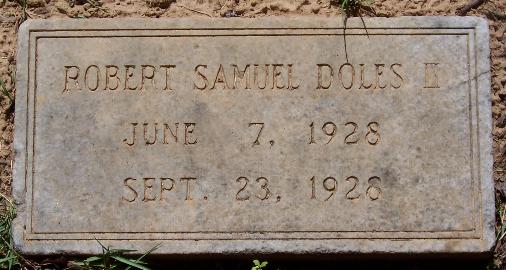 ROBERT SAMUEL DOLES II
JUNE 7, 1928
SEPT. 23, 1928